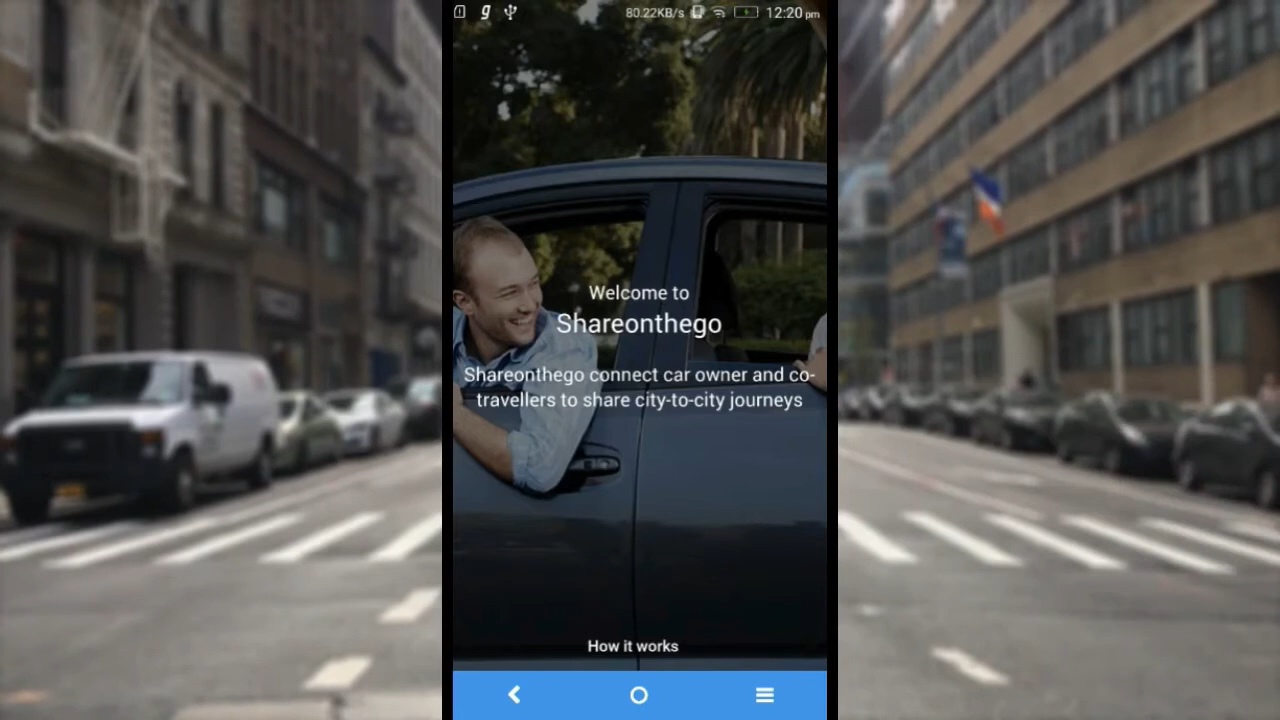 g 80.22KB/s 12:20 pm
Welcome to
Shareonthego
Shareonthego connect car owner and co-
travellers to share city-to-city journeys
How it works